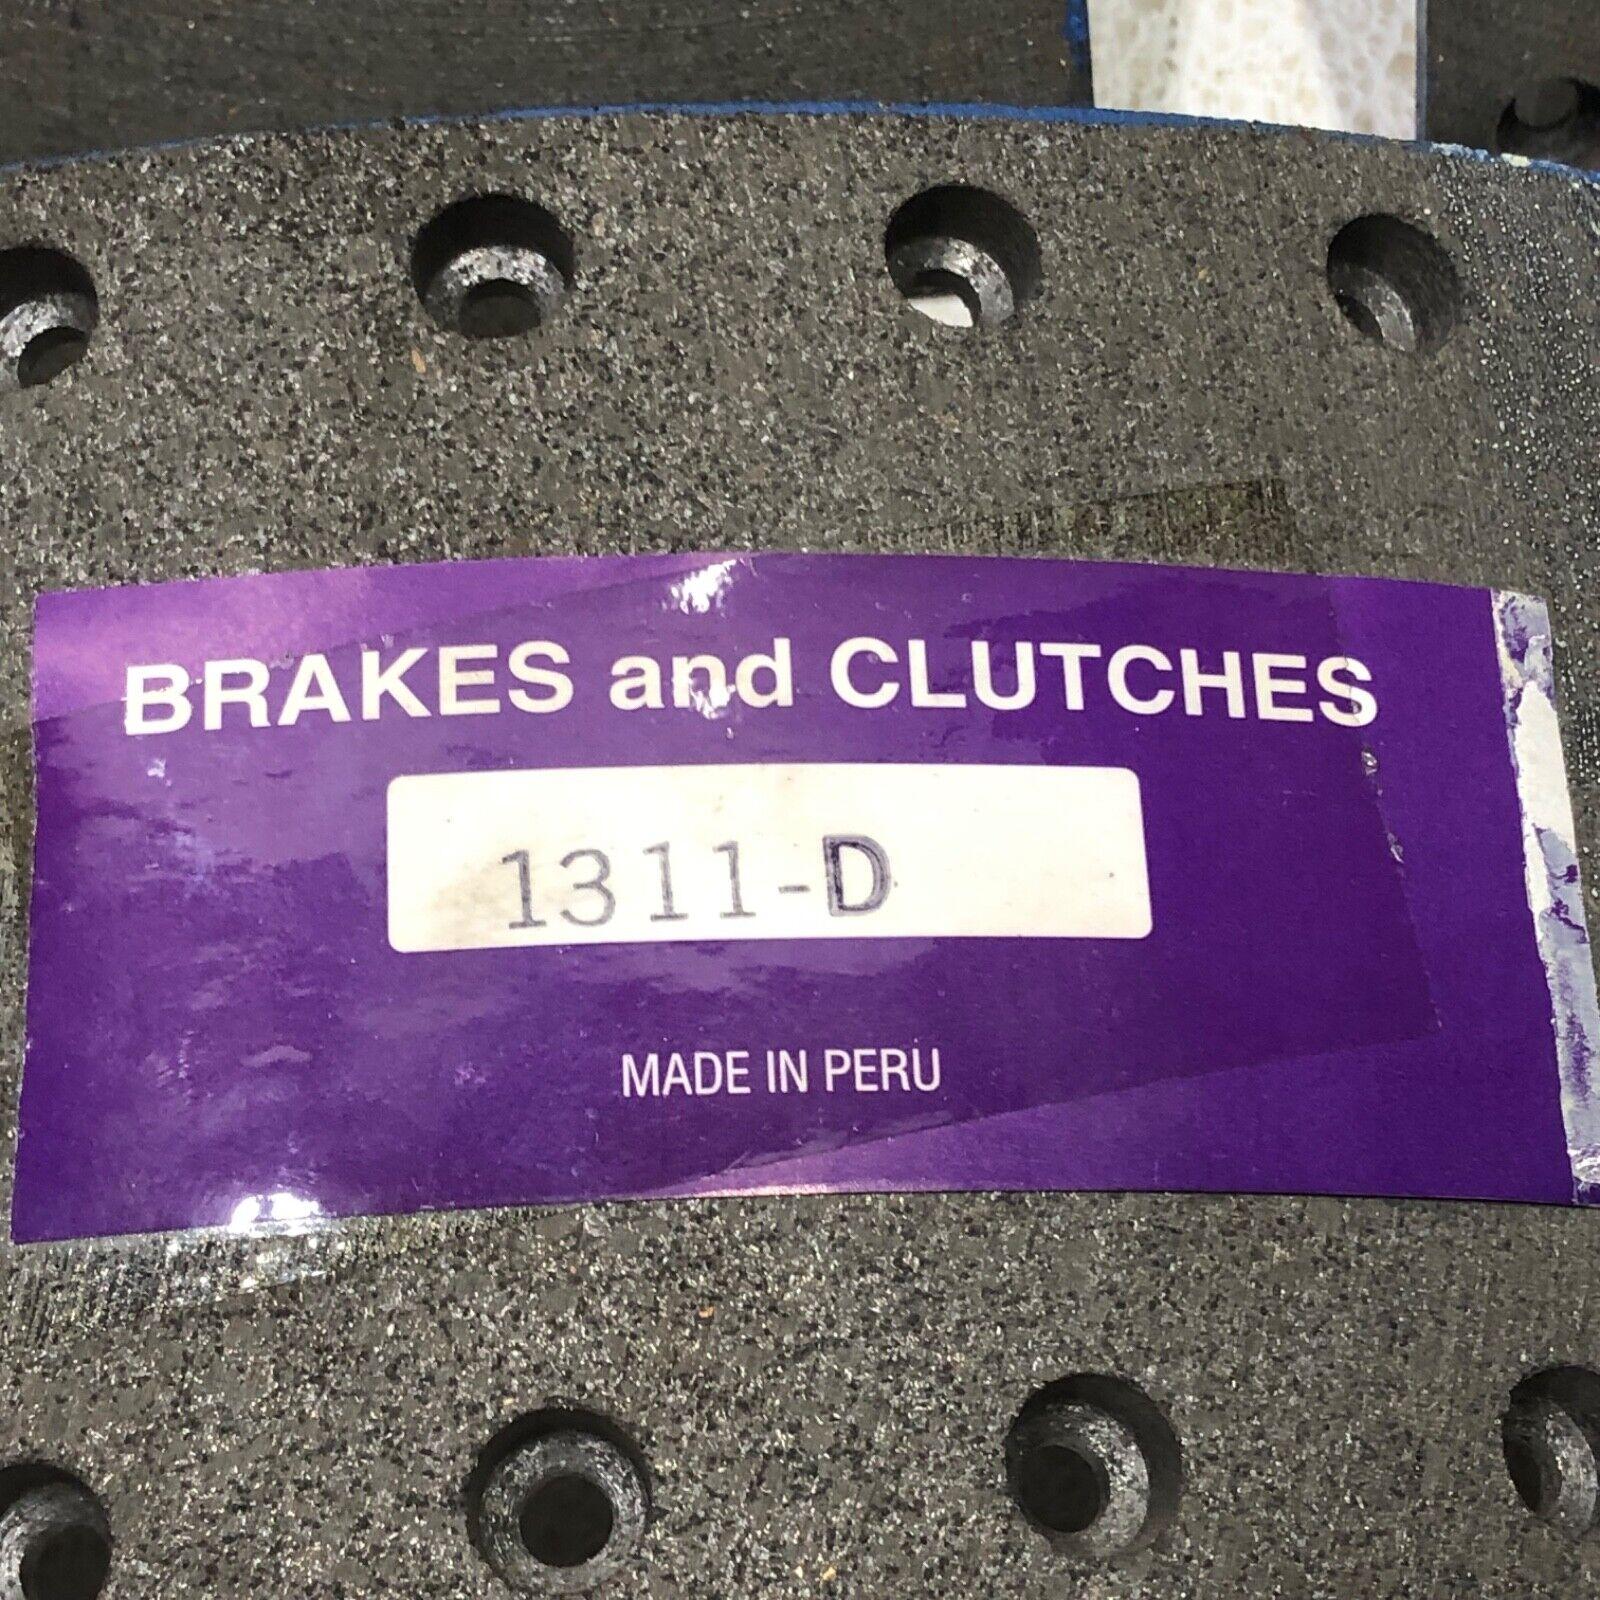 BRAKES and CLUTCHES
1311-D
MADE IN PERU